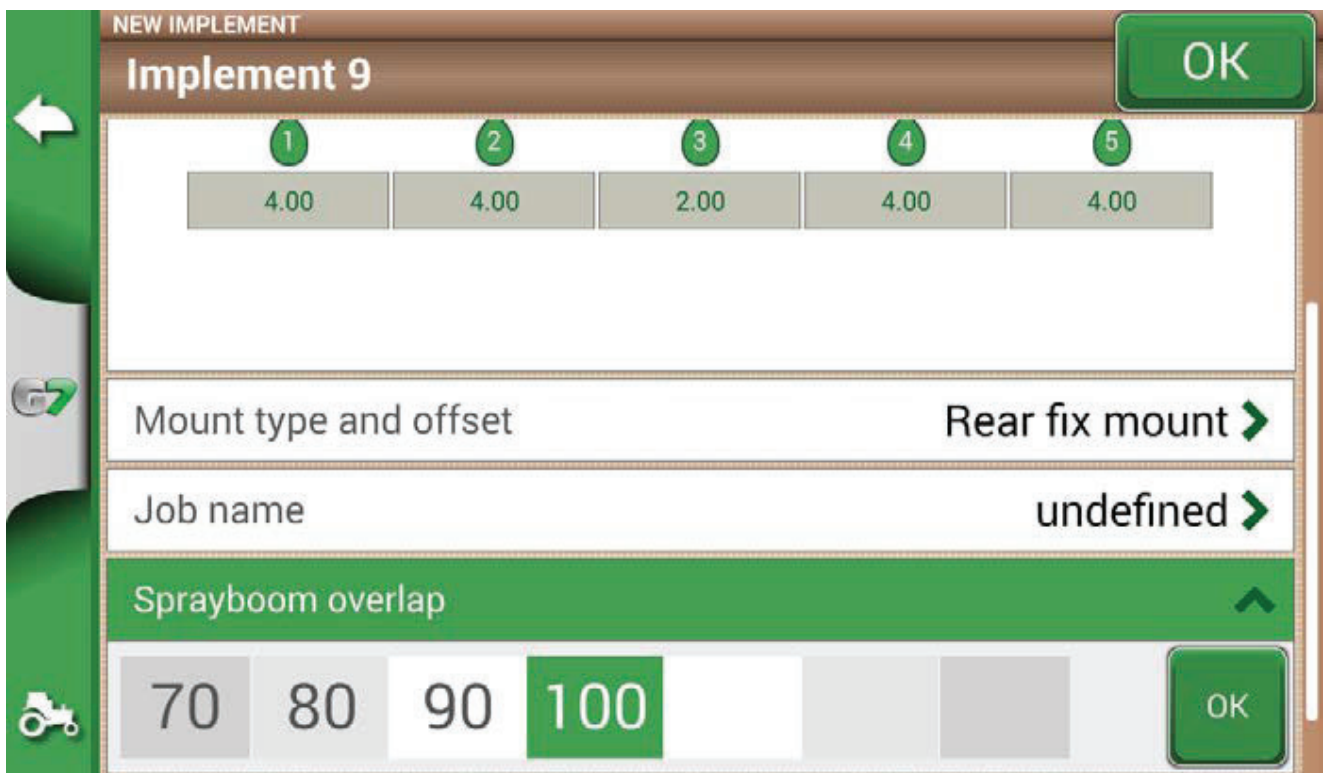 NEW IMPLEMENT
Implement 9
OK
1 2 3 4 5
4.00 4.00 2.00 4.00 4.00
G7
Mount type and offset Rear fix mount
Job name undefined
Sprayboom overlap
70 80 90 100 OK